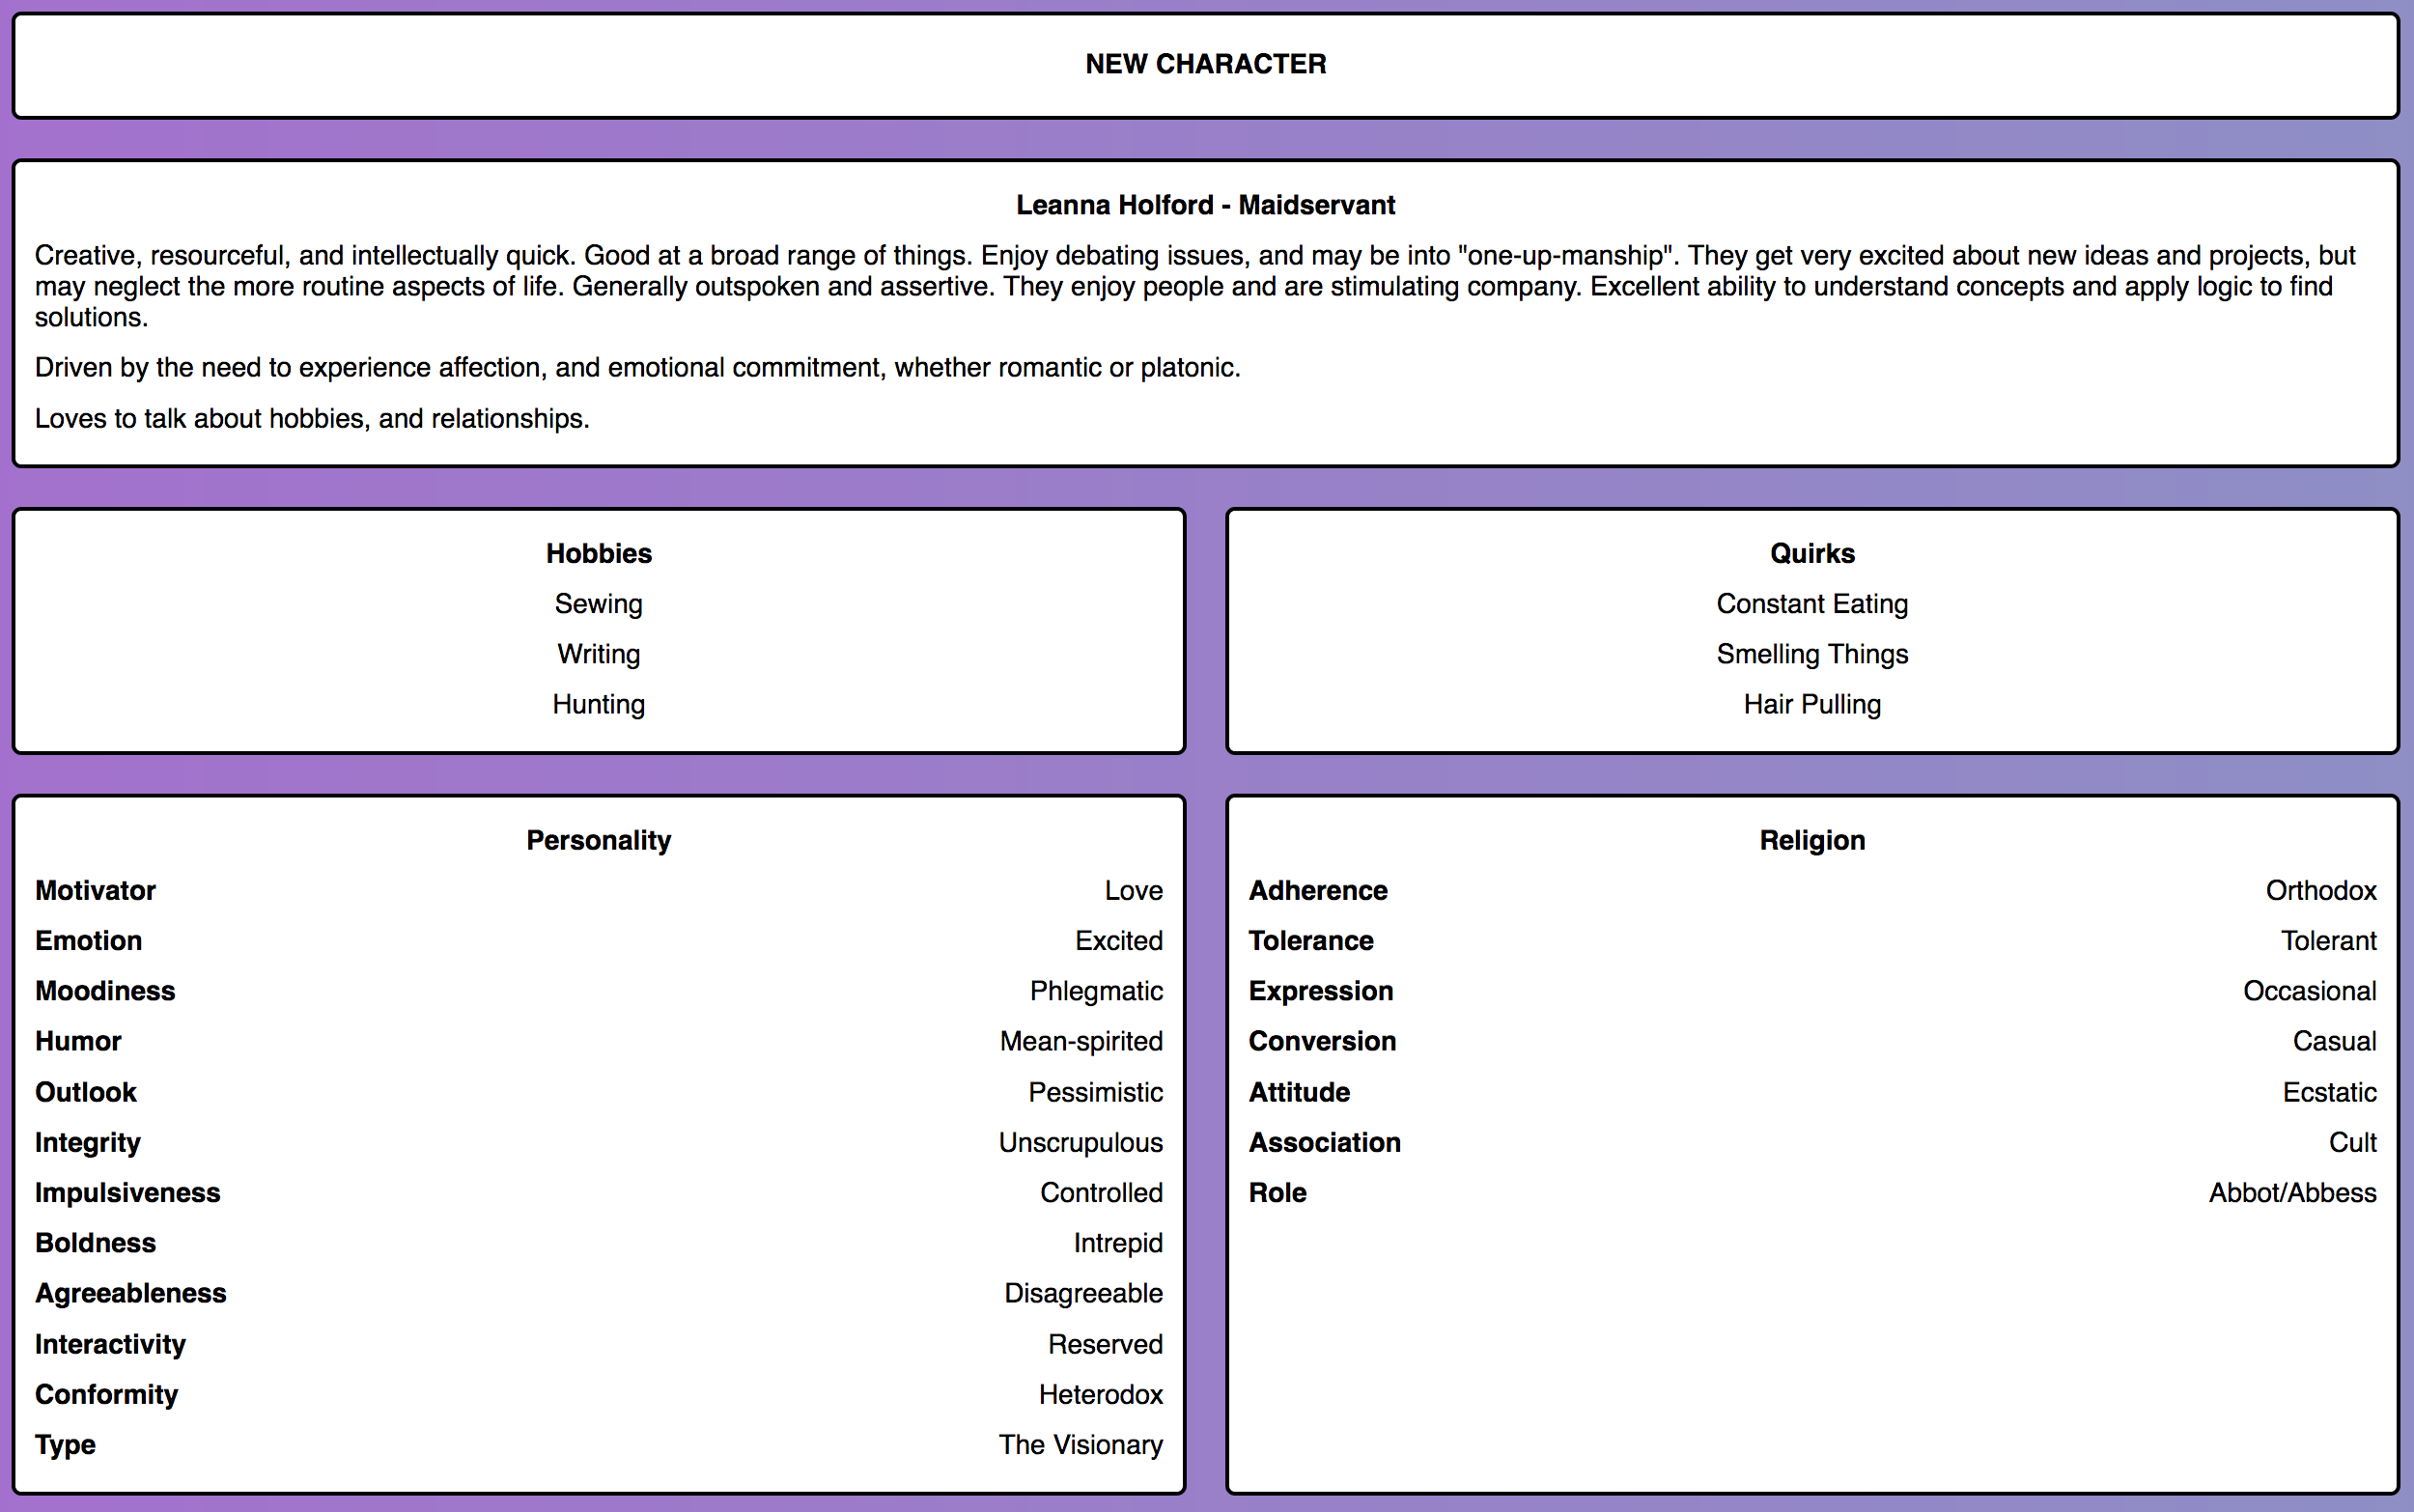 NEW CHARACTER
Leanna Holford - Maidservant
Creative, resourceful, and intellectually quick. Good at a broad range of things. Enjoy debating issues, and may be into "one-up-manship". They get very excited about new ideas and projects, but
may neglect the more routine aspects of life. Generally outspoken and assertive. They enjoy people and are stimulating company. Excellent ability to understand concepts and apply logic to find
solutions.
Driven by the need to experience affection, and emotional commitment, whether romantic or platonic.
Loves to talk about hobbies, and relationships.
Hobbies
Sewing
Writing
Hunting
Quirks
Constant Eating
Smelling Things
Hair Pulling
Personality
Motivator Love
Emotion Excited
Moodiness Phlegmatic
Humor Mean-spirited
Outlook Pessimistic
Integrity Unscrupulous
Impulsiveness Controlled
Boldness Intrepid
Agreeableness Disagreeable
Interactivity Reserved
Conformity Heterodox
Type The Visionary
Religion
Adherence Orthodox
Tolerance Tolerant
Expression Occasional
Conversion Casual
Attitude Ecstatic
Association Cult
Role Abbot/Abbess